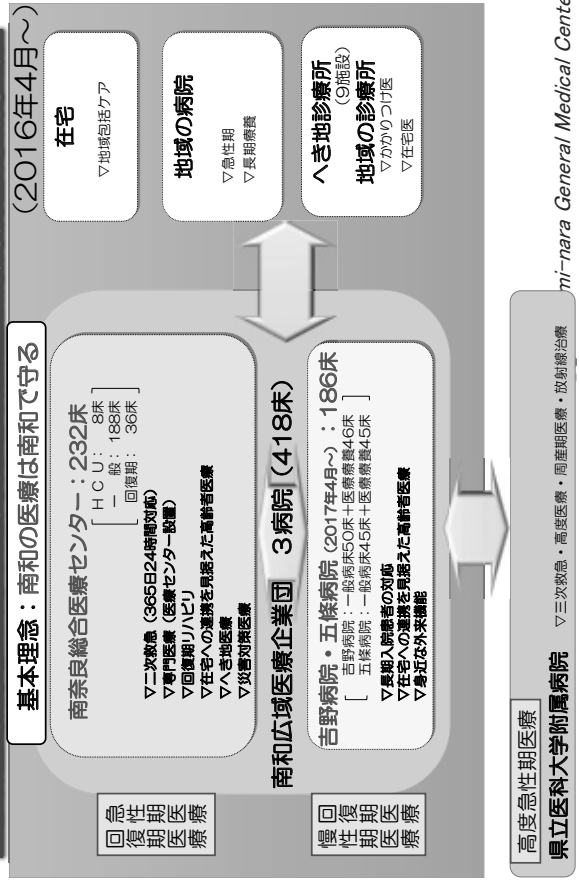 (2016年4月~)
基本理念:南和の医療は南和で守る
急性期医療
回復期医療
南奈良総合医療センター:232床
HCU: 8床
一 般:188床
回復期: 36床
▽二次救急(365日24時間対応)
▽専門医療(医療センター設置)
▽回復期リハビリ
▽在宅への連携を見据えた高齢者医療
▽へき地医療
▽災害対策医療
南和広域医療企業団 3病院(418床)
回復期医療
慢性期医療
吉野病院・五條病院(2017年4月~):186床
吉野病院:一般病床50床+医療療養46床
五條病院:一般病床45床+医療療養45床
▽長期入院患者の対応
▽在宅への連携を見据えた高齢者医療
▽身近な外来機能
在宅
▽地域包括ケア
地域の病院
▽急性期
▽長期療養
へき地診療所
(9施設)
地域の診療所
▽かかりつけ医
▽在宅医
高度急性期医療
県立医科大学附属病院 ▽三次救急・高度医療・周産期医療・放射線治療
mi-nara General Medical Cente